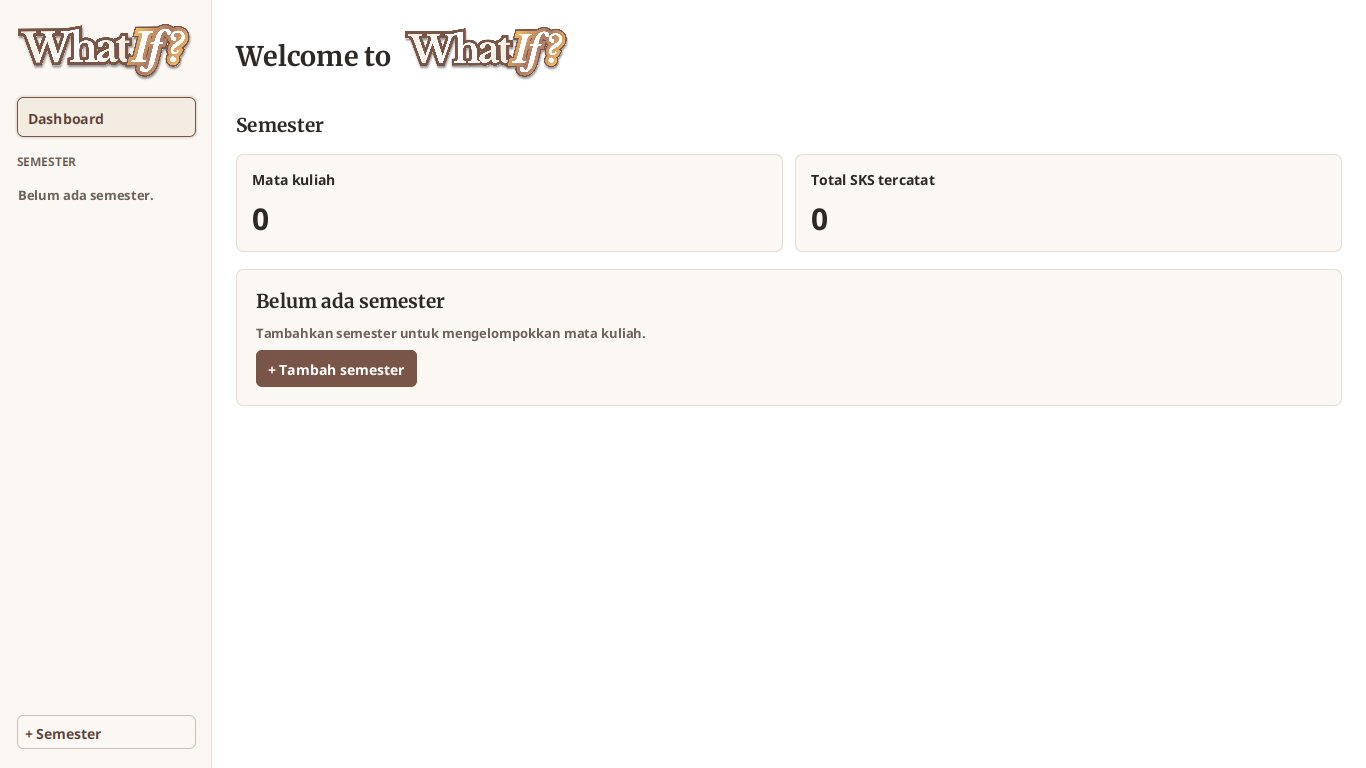 WhatIf?
Dashboard
SEMESTER
Belum ada semester.
+ Semester
Welcome to WhatIf?
Semester
Mata kuliah
0
Total SKS tercatat
0
Belum ada semester
Tambahkan semester untuk mengelompokkan mata kuliah.
+ Tambah semester